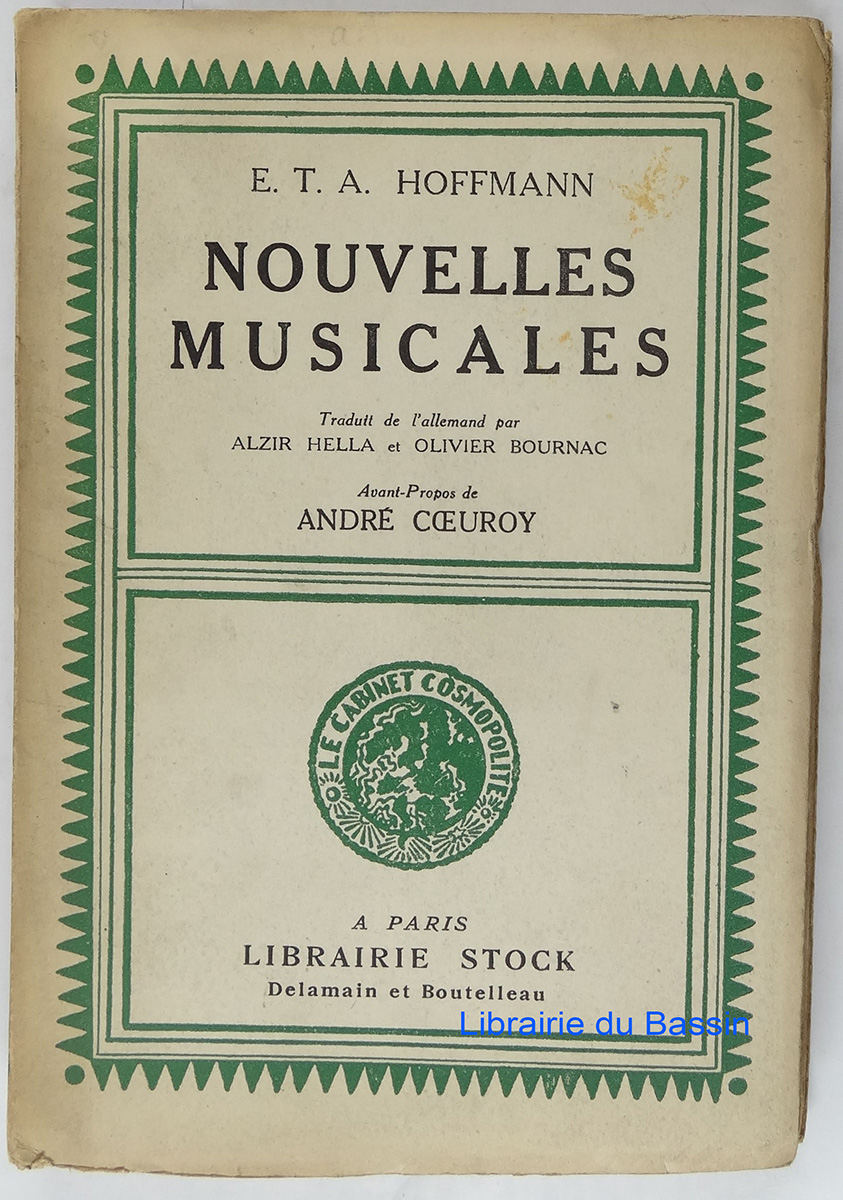 E. T. A. HOFFMANN
NOUVELLES
MUSICALES
Traduit de l'allemand par
ALZIR HELLA et OLIVIER BOURNAC
Avant-Propos de
ANDRÉ CŒUROY
LE CABINET COSMOPOLITE
A PARIS
LIBRAIRIE STOCK
Delamain et Boutelleau
Librairie du Bassin